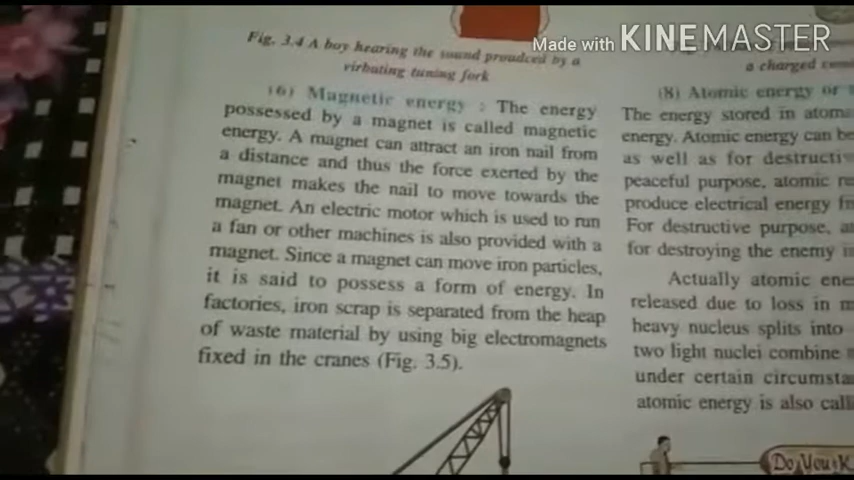 Fig. 3.4 A boy hearing the sound proudced by a
virbating tuning fork
(6) Magnetic energy : The energy
possessed by a magnet is called magnetic
energy. A magnet can attract an iron nail from
a distance and thus the force exerted by the
magnet makes the nail to move towards the
magnet. An electric motor which is used to run
a fan or other machines is also provided with a
magnet. Since a magnet can move iron particles,
it is said to possess a form of energy. In
factories, iron scrap is separated from the heap
of waste material by using big electromagnets
fixed in the cranes (Fig. 3.5).
Made with KINEMASTER
a charged
(8) Atomic energy or
The energy stored in
energy. Atomic energy can be
as well as for
peaceful purpose, atomic
produce electrical energy
For destructive purpose,
for destroying the enemy
Actually atomic
released due to loss in
heavy nucleus splits into
two light nuclei combine
under certain
atomic energy is also
Do You